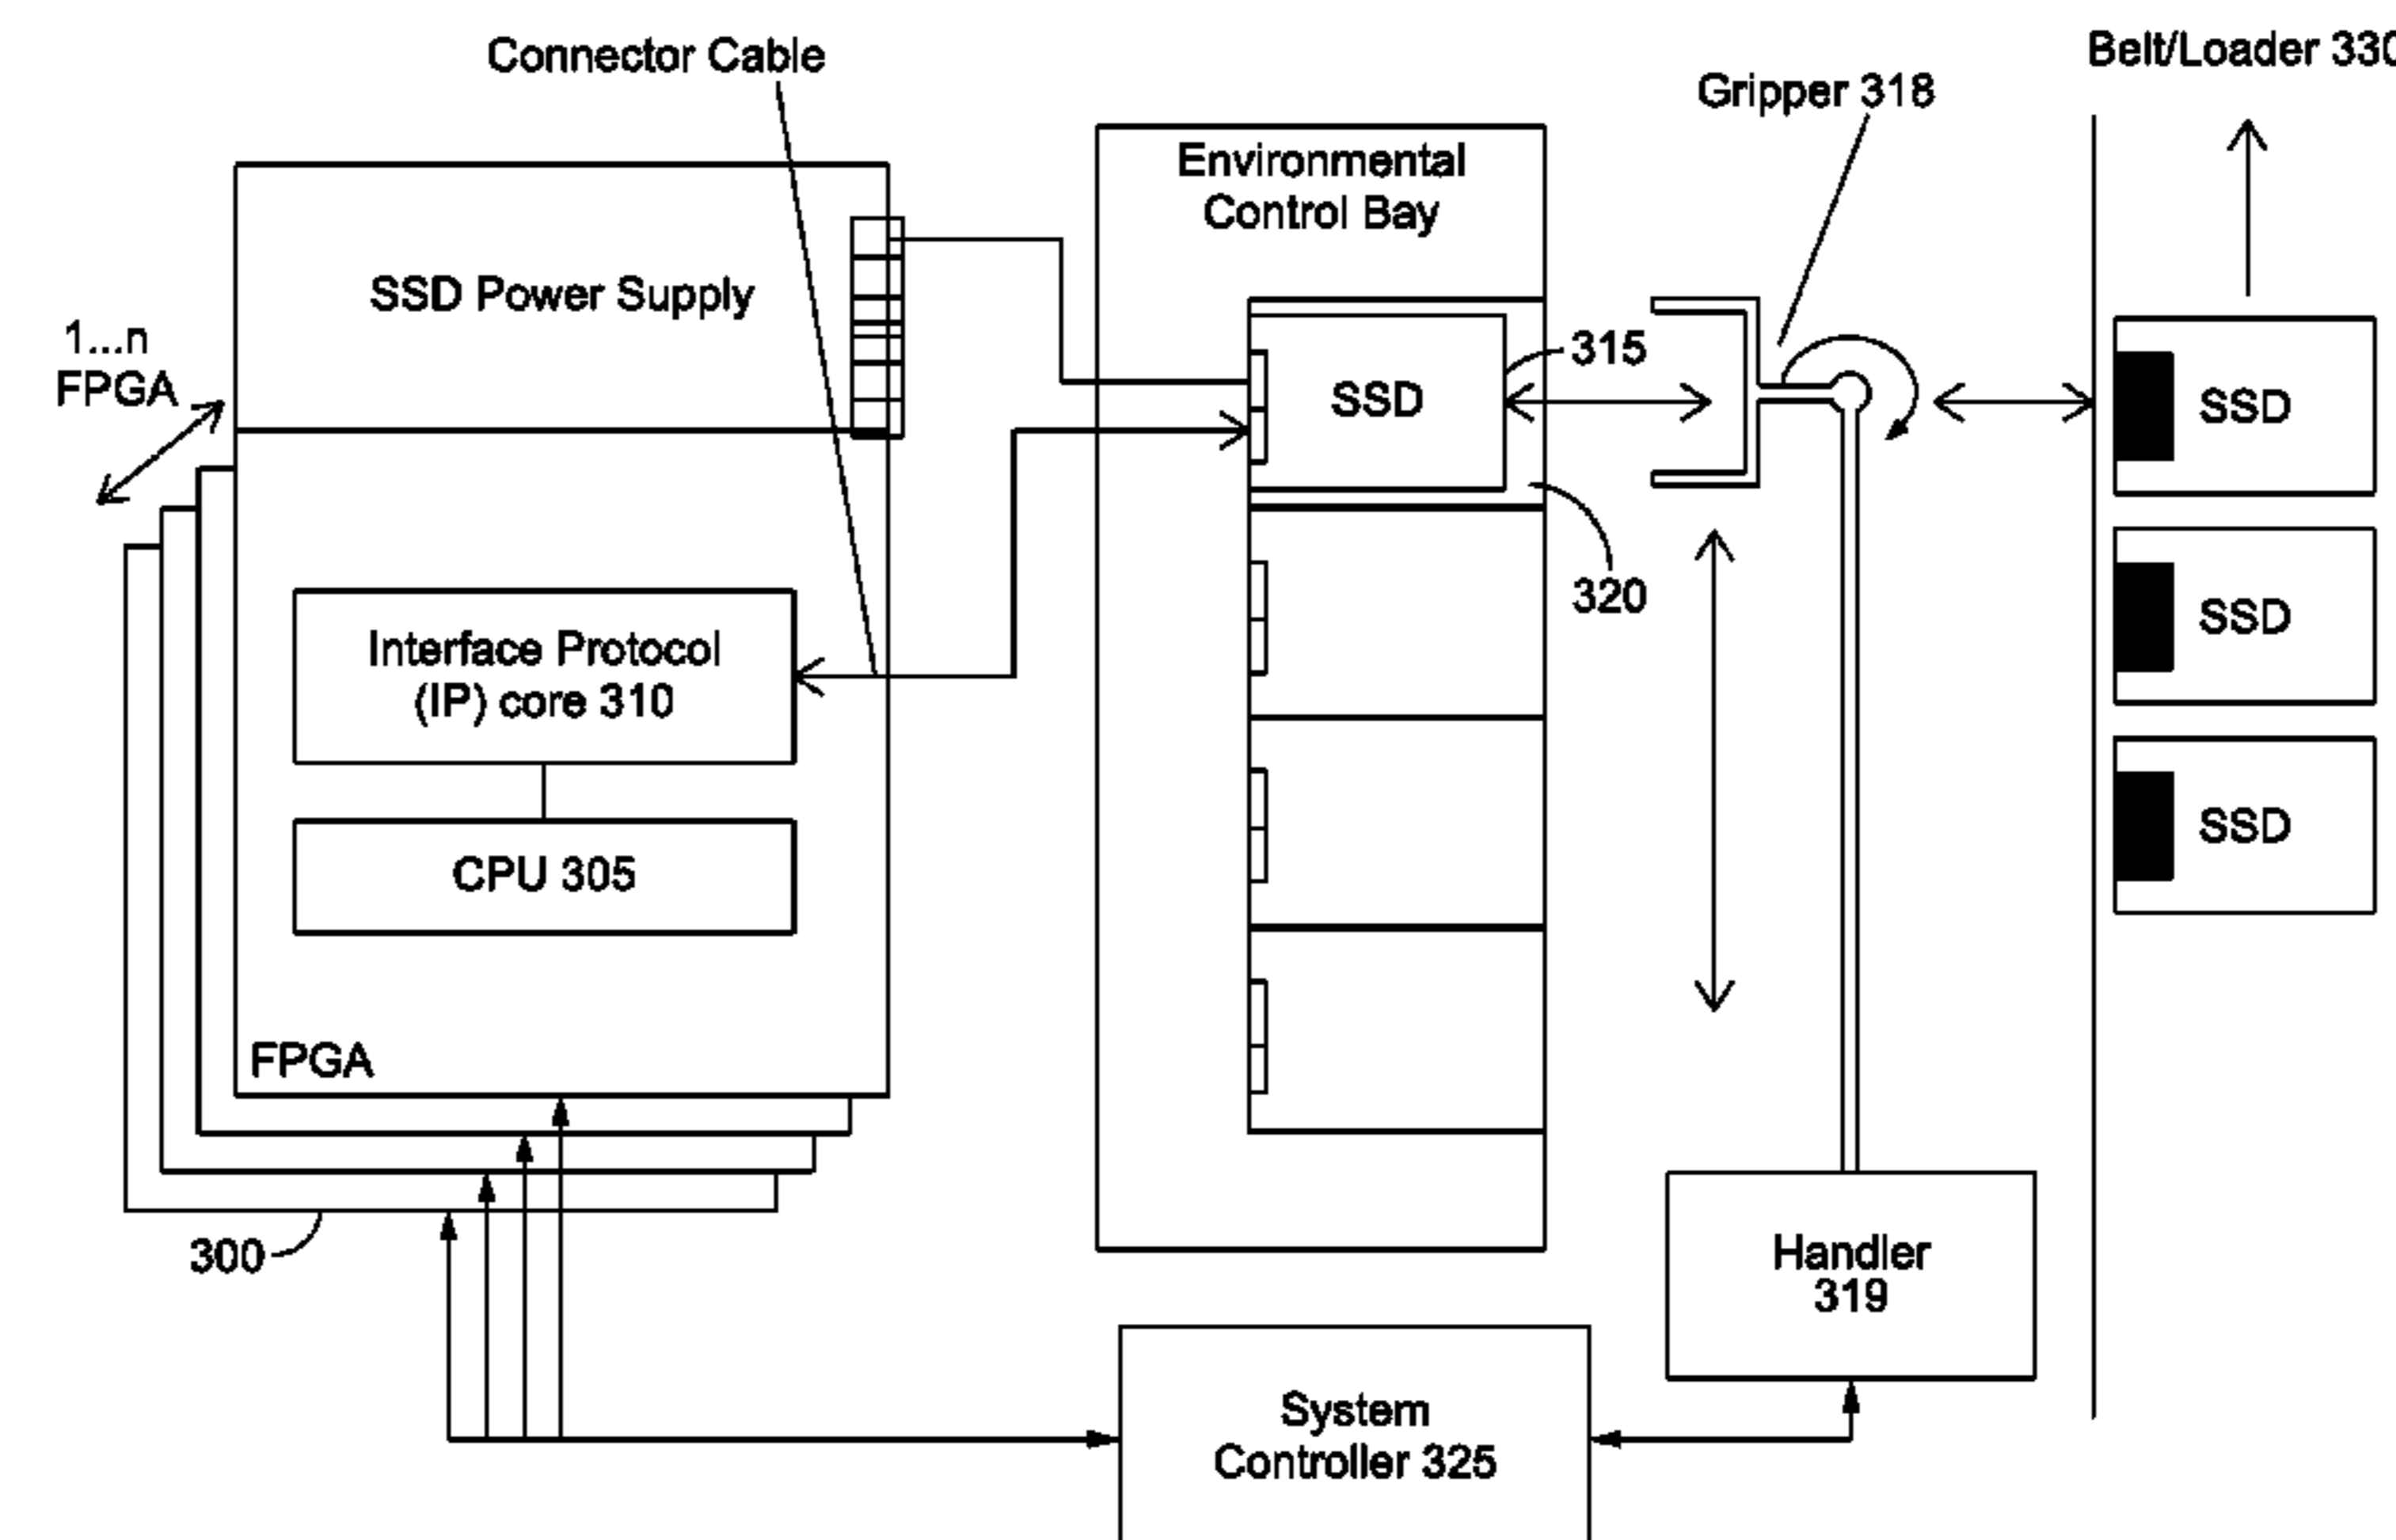 Connector Cable
Belt/Loader 330
Gripper 318
Environmental
Control Bay
SSD Power Supply
1...n
FPGA
315
SSD
SSD
320
SSD
Interface Protocol
(IP) core 310
SSD
CPU 305
FPGA
300
Handler
319
System
Controller 325